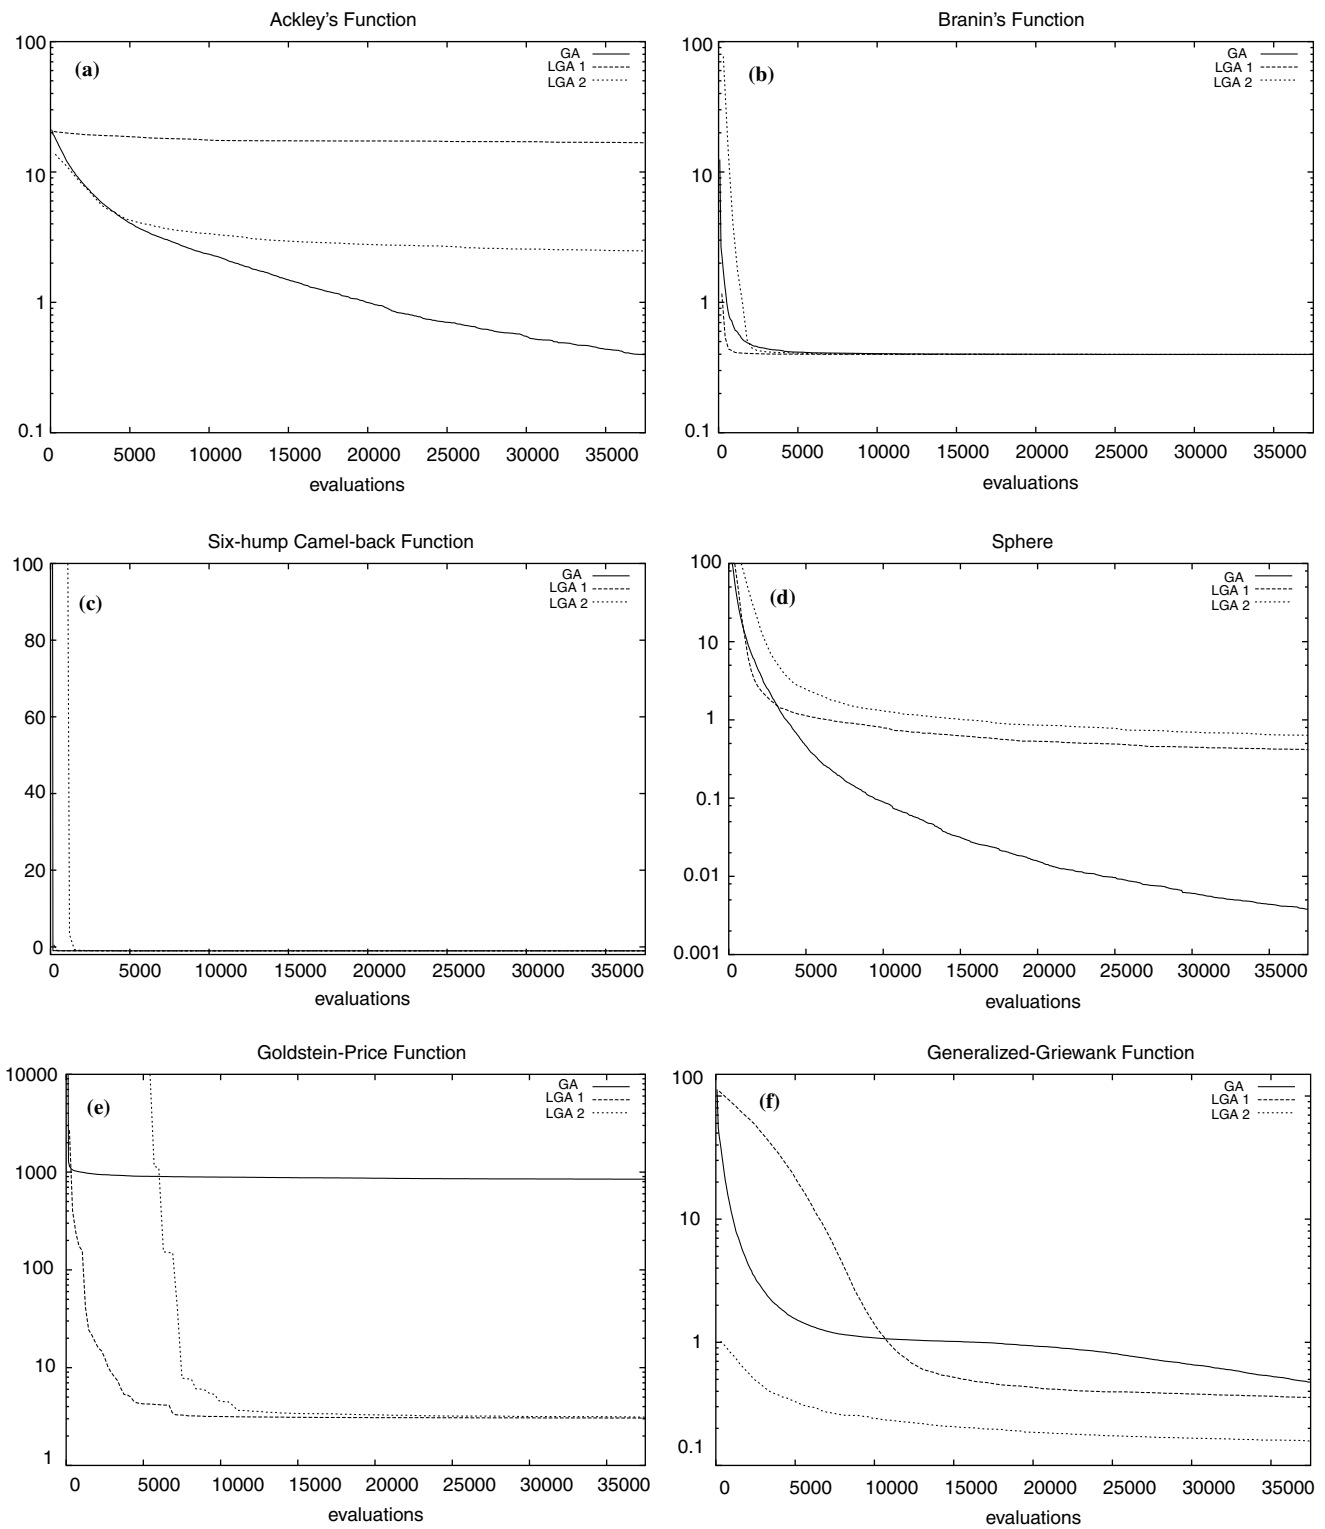 Ackley's Function
100
10
1
0.1
(a)
GA
LGA 1
LGA 2
0 5000 10000 15000 20000 25000 30000 35000
evaluations
Branin's Function
100
10
1
0.1
(b)
GA
LGA 1
LGA 2
0 5000 10000 15000 20000 25000 30000 35000
evaluations
Six-hump Camel-back Function
100
80
60
40
20
0
(c)
GA
LGA 1
LGA 2
0 5000 10000 15000 20000 25000 30000 35000
evaluations
Sphere
100
10
1
0.1
0.01
0.001
(d)
GA
LGA 1
LGA 2
0 5000 10000 15000 20000 25000 30000 35000
evaluations
Goldstein-Price Function
10000
1000
100
10
1
(e)
GA
LGA 1
LGA 2
0 5000 10000 15000 20000 25000 30000 35000
evaluations
Generalized-Griewank Function
100
10
1
0.1
(f)
GA
LGA 1
LGA 2
0 5000 10000 15000 20000 25000 30000 35000
evaluations